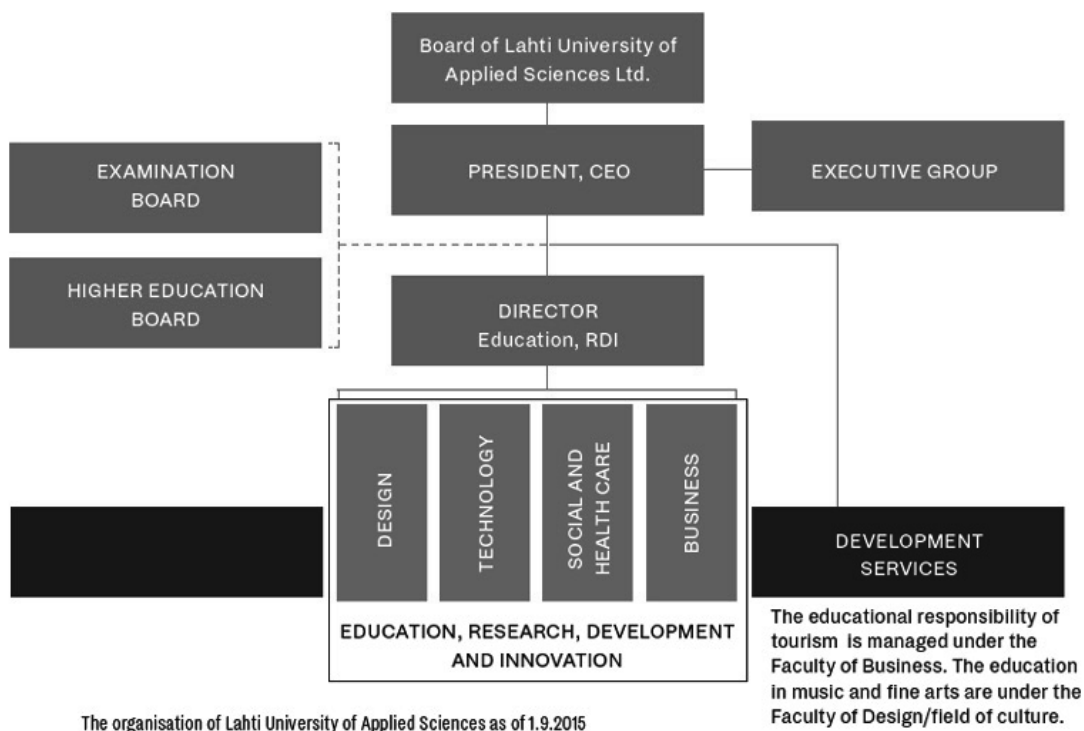 Board of Lahti University of
Applied Sciences Ltd.
EXAMINATION
BOARD
PRESIDENT, CEO
EXECUTIVE GROUP
HIGHER EDUCATION
BOARD
DIRECTOR
Education, RDI
DESIGN
TECHNOLOGY
SOCIAL AND
HEALTH CARE
BUSINESS
DEVELOPMENT
SERVICES
EDUCATION, RESEARCH, DEVELOPMENT
AND INNOVATION
The educational responsibility of
tourism is managed under the
Faculty of Business. The education
in music and fine arts are under the
Faculty of Design/field of culture.
The organisation of Lahti University of Applied Sciences as of 1.9.2015